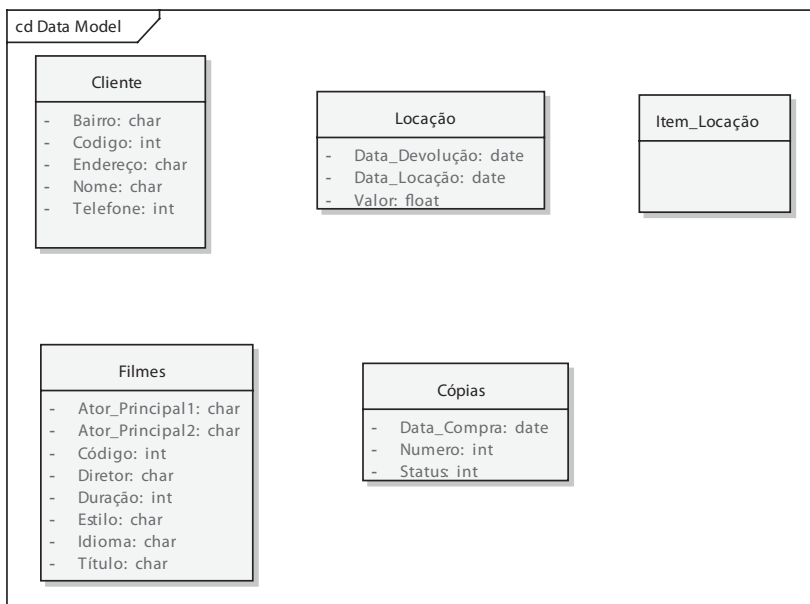 cd Data Model
Cliente
- Bairro: char
- Codigo: int
- Endereço: char
- Nome: char
- Telefone: int
Locação
- Data_Devolução: date
- Data_Locação: date
- Valor: float
Item_Locação
Filmes
- Ator_Principal1: char
- Ator_Principal2: char
- Código: int
- Diretor: char
- Duração: int
- Estilo: char
- Idioma: char
- Título: char
Cópias
- Data_Compra: date
- Numero: int
- Status: int